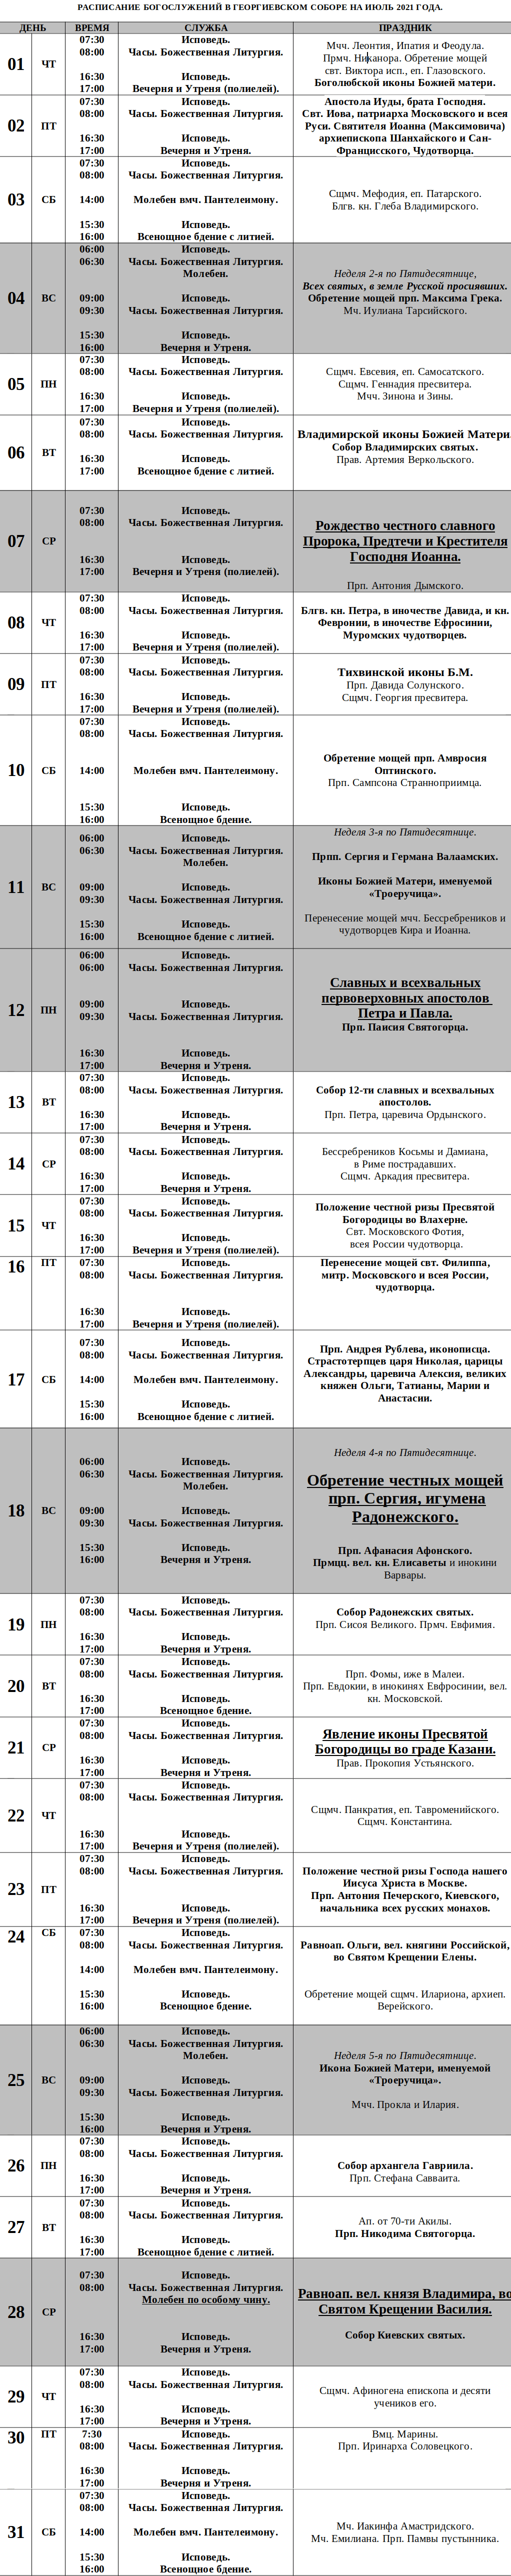 РАСПИСАНИЕ БОГОСЛУЖЕНИЙ В ГЕОРГИЕВСКОМ СОБОРЕ НА ИЮЛЬ 2021 ГОДА.
ДЕНЬ ВРЕМЯ СЛУЖБА ПРАЗДНИК
01 ЧТ
07:30 Исповедь.
08:00 Часы. Божественная Литургия.
16:30 Исповедь.
17:00 Вечерня и Утреня (полиелей).
Мчч. Леонтия, Ипатия и Феодула.
Прмч. Никанора. Обретение мощей
свт. Виктора исп., еп. Глазовского.
Боголюбской иконы Божией матери.
02 ПТ
07:30 Исповедь.
08:00 Часы. Божественная Литургия.
16:30 Исповедь.
17:00 Вечерня и Утреня.
Апостола Иуды, брата Господня.
Свт. Иова, патриарха Московского и всея
Руси. Святителя Иоанна (Максимовича)
архиепископа Шанхайского и Сан-
Францисского, Чудотворца.
03 СБ
07:30 Исповедь.
08:00 Часы. Божественная Литургия.
14:00 Молебен вмч. Пантелеимону.
15:30 Исповедь.
16:00 Всенощное бдение с литией.
Сщмч. Мефодия, еп. Патарского.
Блгв. кн. Глеба Владимирского.
04 ВС
06:00 Исповедь.
06:30 Часы. Божественная Литургия.
Молебен.
09:00 Исповедь.
09:30 Часы. Божественная Литургия.
15:30 Исповедь.
16:00 Вечерня и Утреня.
Неделя 2-я по Пятидесятнице,
Всех святых, в земле Русской просиявших.
Обретение мощей прп. Максима Грека.
Мч. Иулиана Тарсийского.
05 ПН
07:30 Исповедь.
08:00 Часы. Божественная Литургия.
16:30 Исповедь.
17:00 Вечерня и Утреня (полиелей).
Сщмч. Евсевия, еп. Самосатского.
Сщмч. Геннадия пресвитера.
Мчч. Зинона и Зины.
06 ВТ
07:30 Исповедь.
08:00 Часы. Божественная Литургия.
16:30 Исповедь.
17:00 Всенощное бдение с литией.
Владимирской иконы Божией Матери.
Собор Владимирских святых.
Прав. Артемия Веркольского.
07 СР
07:30 Исповедь.
08:00 Часы. Божественная Литургия.
16:30 Исповедь.
17:00 Вечерня и Утреня (полиелей).
Рождество честного славного
Пророка, Предтечи и Крестителя
Господня Иоанна.
Прп. Антония Дымского.
08 ЧТ
07:30 Исповедь.
08:00 Часы. Божественная Литургия.
16:30 Исповедь.
17:00 Вечерня и Утреня (полиелей).
Блгв. кн. Петра, в иночестве Давида, и кн.
Февронии, в иночестве Ефросинии,
Муромских чудотворцев.
09 ПТ
07:30 Исповедь.
08:00 Часы. Божественная Литургия.
16:30 Исповедь.
17:00 Вечерня и Утреня (полиелей).
Тихвинской иконы Б.М.
Прп. Давида Солунского.
Сщмч. Георгия пресвитера.
10 СБ
07:30 Исповедь.
08:00 Часы. Божественная Литургия.
14:00 Молебен вмч. Пантелеимону.
15:30 Исповедь.
16:00 Всенощное бдение.
Обретение мощей прп. Амвросия
Оптинского.
Прп. Сампсона Странноприимца.
11 ВС
06:00 Исповедь.
06:30 Часы. Божественная Литургия.
Молебен.
09:00 Исповедь.
09:30 Часы. Божественная Литургия.
15:30 Исповедь.
16:00 Всенощное бдение с литией.
Неделя 3-я по Пятидесятнице.
Прпп. Сергия и Германа Валаамских.
Иконы Божией Матери, именуемой
«Троеручица».
Перенесение мощей мчч. Бессребреников и
чудотворцев Кира и Иоанна.
12 ПН
06:00 Исповедь.
06:00 Часы. Божественная Литургия.
09:00 Исповедь.
09:30 Часы. Божественная Литургия.
16:30 Исповедь.
17:00 Вечерня и Утреня.
Славных и всехвальных
первоверховных апостолов
Петра и Павла.
Прп. Паисия Святогорца.
13 ВТ
07:30 Исповедь.
08:00 Часы. Божественная Литургия.
16:30 Исповедь.
17:00 Вечерня и Утреня.
Собор 12-ти славных и всехвальных
апостолов.
Прп. Петра, царевича Ордынского.
14 СР
07:30 Исповедь.
08:00 Часы. Божественная Литургия.
16:30 Исповедь.
17:00 Вечерня и Утреня.
Бессребреников Косьмы и Дамиана,
в Риме пострадавших.
Сщмч. Аркадия пресвитера.
15 ЧТ
07:30 Исповедь.
08:00 Часы. Божественная Литургия.
16:30 Исповедь.
17:00 Вечерня и Утреня (полиелей).
Положение честной ризы Пресвятой
Богородицы во Влахерне.
Свт. Московского Фотия,
всея России чудотворца.
16 ПТ
07:30 Исповедь.
08:00 Часы. Божественная Литургия.
16:30 Исповедь.
17:00 Вечерня и Утреня (полиелей).
Перенесение мощей свт. Филиппа,
митр. Московского и всея России,
чудотворца.
17 СБ
07:30 Исповедь.
08:00 Часы. Божественная Литургия.
14:00 Молебен вмч. Пантелеимону.
15:30 Исповедь.
16:00 Всенощное бдение с литией.
Прп. Андрея Рублева, иконописца.
Страстотерпцев царя Николая, царицы
Александры, царевича Алексия, великих
княжен Ольги, Татианы, Марии и
Анастасии.
18 ВС
06:00 Исповедь.
06:30 Часы. Божественная Литургия.
Молебен.
09:00 Исповедь.
09:30 Часы. Божественная Литургия.
15:30 Исповедь.
16:00 Вечерня и Утреня.
Неделя 4-я по Пятидесятнице.
Обретение честных мощей
прп. Сергия, игумена
Радонежского.
Прп. Афанасия Афонского.
Прмцц. вел. кн. Елисаветы и инокини
Варвары.
19 ПН
07:30 Исповедь.
08:00 Часы. Божественная Литургия.
16:30 Исповедь.
17:00 Вечерня и Утреня.
Собор Радонежских святых.
Прп. Сисоя Великого. Прмч. Евфимия.
20 ВТ
07:30 Исповедь.
08:00 Часы. Божественная Литургия.
16:30 Исповедь.
17:00 Всенощное бдение.
Прп. Фомы, иже в Малеи.
Прп. Евдокии, в инокинях Евфросинии, вел.
кн. Московской.
21 СР
07:30 Исповедь.
08:00 Часы. Божественная Литургия.
16:30 Исповедь.
17:00 Вечерня и Утреня.
Явление иконы Пресвятой
Богородицы во граде Казани.
Прав. Прокопия Устьянского.
22 ЧТ
07:30 Исповедь.
08:00 Часы. Божественная Литургия.
16:30 Исповедь.
17:00 Вечерня и Утреня (полиелей).
Сщмч. Панкратия, еп. Тавроменийского.
Сщмч. Константина.
23 ПТ
07:30 Исповедь.
08:00 Часы. Божественная Литургия.
16:30 Исповедь.
17:00 Вечерня и Утреня (полиелей).
Положение честной ризы Господа нашего
Иисуса Христа в Москве.
Прп. Антония Печерского, Киевского,
начальника всех русских монахов.
24 СБ
07:30 Исповедь.
08:00 Часы. Божественная Литургия.
14:00 Молебен вмч. Пантелеимону.
15:30 Исповедь.
16:00 Всенощное бдение.
Равноап. Ольги, вел. княгини Российской,
во Святом Крещении Елены.
Обретение мощей сщмч. Илариона, архиеп.
Верейского.
25 ВС
06:00 Исповедь.
06:30 Часы. Божественная Литургия.
Молебен.
09:00 Исповедь.
09:30 Часы. Божественная Литургия.
15:30 Исповедь.
16:00 Вечерня и Утреня.
Неделя 5-я по Пятидесятнице.
Икона Божией Матери, именуемой
«Троеручица».
Мчч. Прокла и Илария.
26 ПН
07:30 Исповедь.
08:00 Часы. Божественная Литургия.
16:30 Исповедь.
17:00 Вечерня и Утреня.
Собор архангела Гавриила.
Прп. Стефана Савваита.
27 ВТ
07:30 Исповедь.
08:00 Часы. Божественная Литургия.
16:30 Исповедь.
17:00 Всенощное бдение с литией.
Ап. от 70-ти Акилы.
Прп. Никодима Святогорца.
28 СР
07:30 Исповедь.
08:00 Часы. Божественная Литургия.
Молебен по особому чину.
16:30 Исповедь.
17:00 Вечерня и Утреня.
Равноап. вел. князя Владимира, во
Святом Крещении Василия.
Собор Киевских святых.
29 ЧТ
07:30 Исповедь.
08:00 Часы. Божественная Литургия.
16:30 Исповедь.
17:00 Вечерня и Утреня.
Сщмч. Афиногена епископа и десяти
учеников его.
30 ПТ
7:30 Исповедь.
08:00 Часы. Божественная Литургия.
16:30 Исповедь.
17:00 Вечерня и Утреня.
Вмц. Марины.
Прп. Иринарха Соловецкого.
31 СБ
07:30 Исповедь.
08:00 Часы. Божественная Литургия.
14:00 Молебен вмч. Пантелеимону.
15:30 Исповедь.
16:00 Всенощное бдение.
Мч. Иакинфа Амастридского.
Мч. Емилиана. Прп. Памвы пустынника.